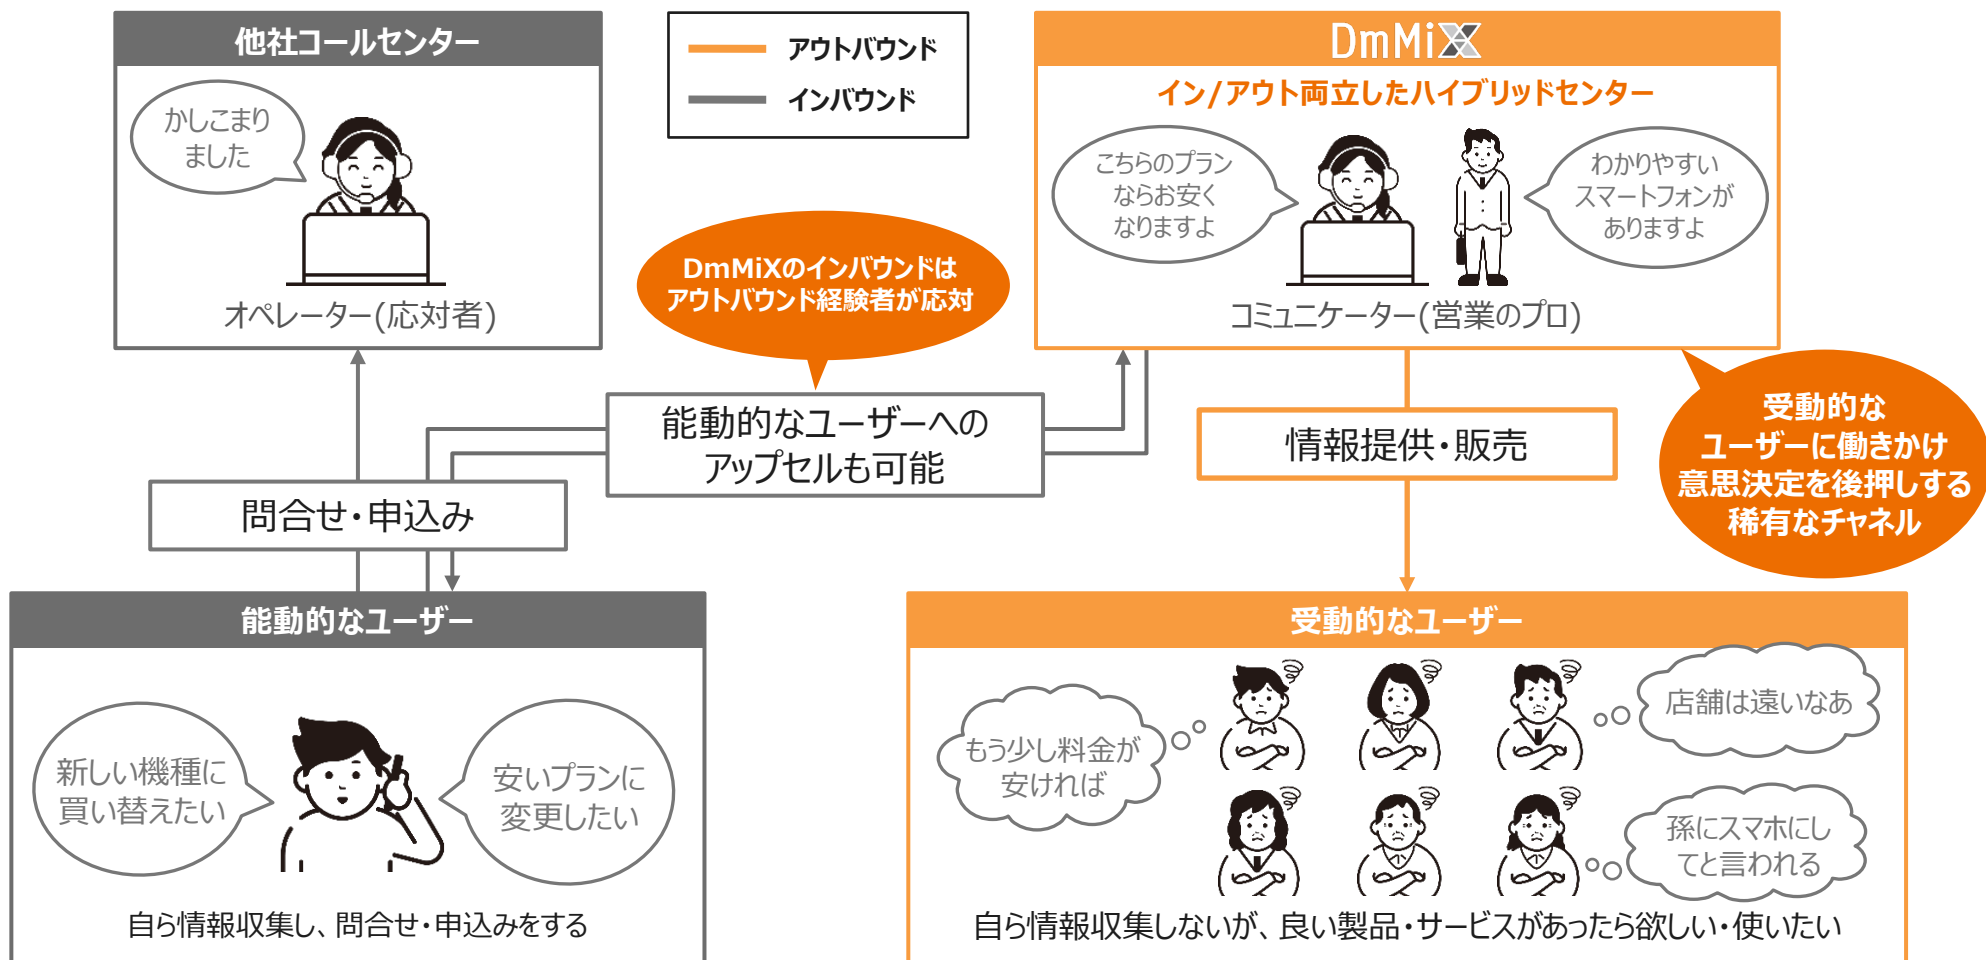 他社コールセンター
かしこまり
ました
オペレーター(応対者)
アウトバウンド
インバウンド
DmMiX
イン/アウト両立したハイブリッドセンター
こちらのプラン
ならお安く
なりますよ
わかりやすい
スマートフォンが
ありますよ
コミュニケーター(営業のプロ)
DmMiXのインバウンドは
アウトバウンド経験者が応対
能動的なユーザーへの
アップセルも可能
問合せ・申込み
情報提供・販売
受動的な
ユーザーに働きかけ
意思決定を後押しする
稀有なチャネル
能動的なユーザー
新しい機種に
買い替えたい
安いプランに
変更したい
自ら情報収集し、問合せ・申込みをする
受動的なユーザー
もう少し料金が
安ければ
店舗は遠いなあ
孫にスマホにし
てと言われる
自ら情報収集しないが、良い製品・サービスがあったら欲しい・使いたい